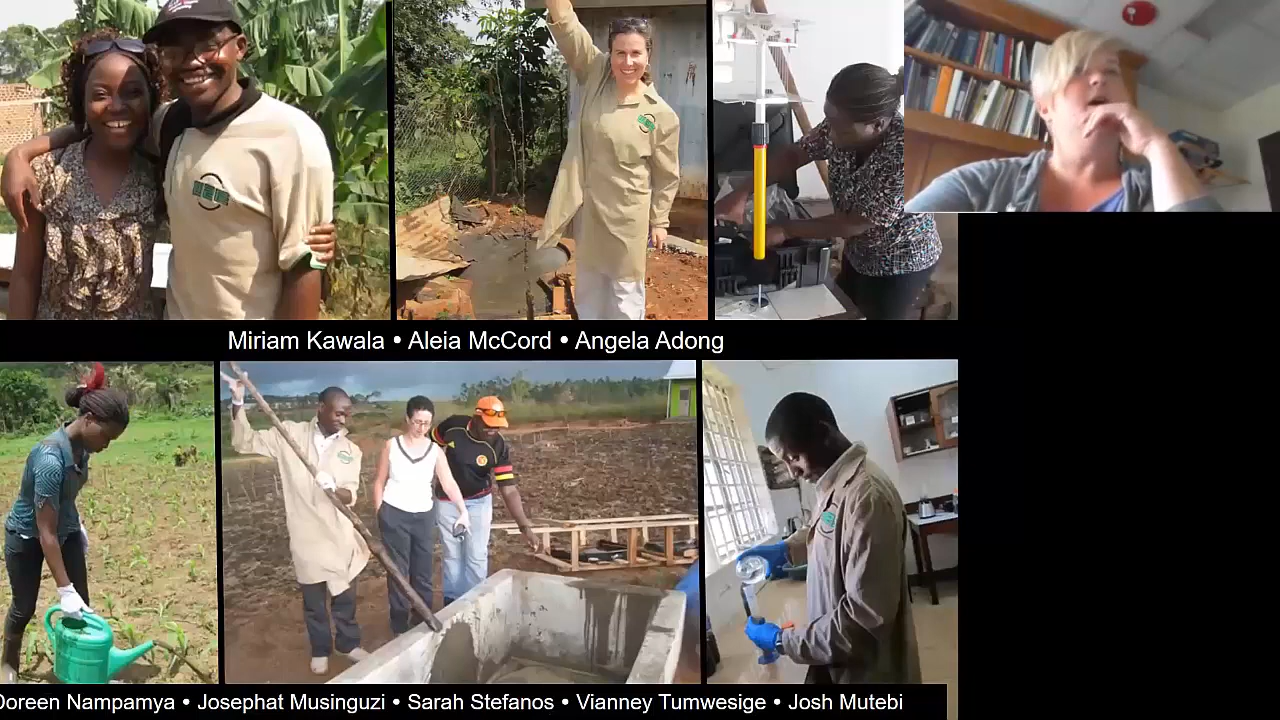 Miriam Kawala • Aleia McCord • Angela Adong
Doreen Nampamya • Josephat Musinguzi • Sarah Stefanos • Vianney Tumwesige • Josh Mutebi